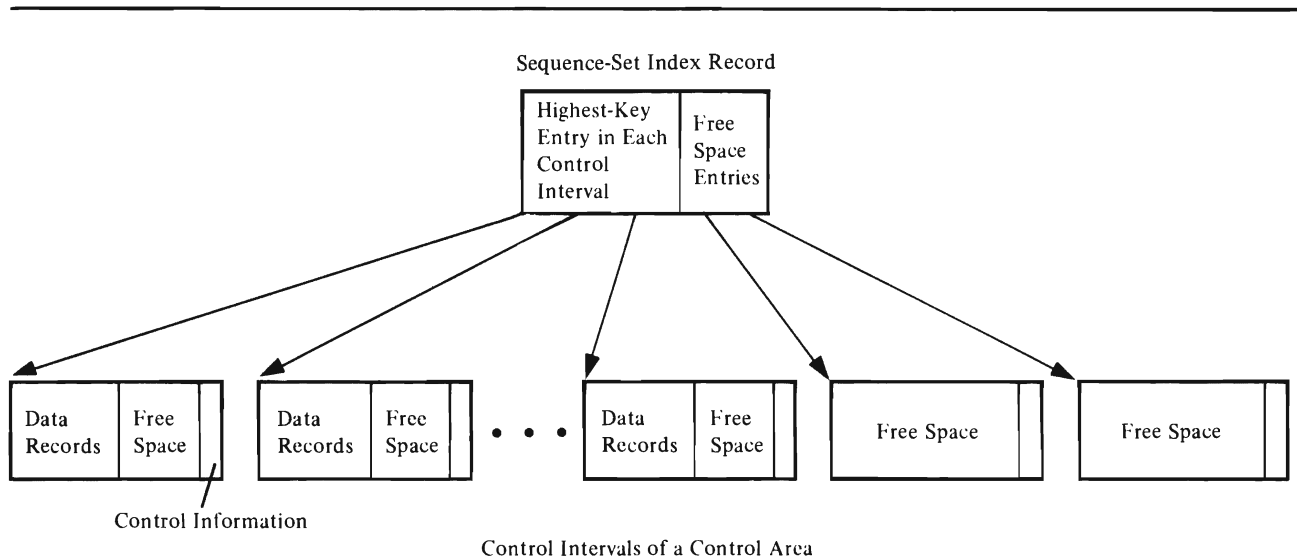 Sequence-Set Index Record
Highest-Key
Entry in Each
Control
Interval
Free
Space
Entries
Data
Records
Free
Space
Data
Records
Free
Space
Data
Records
Free
Space
Free Space
Free Space
Control Information
Control Intervals of a Control Area